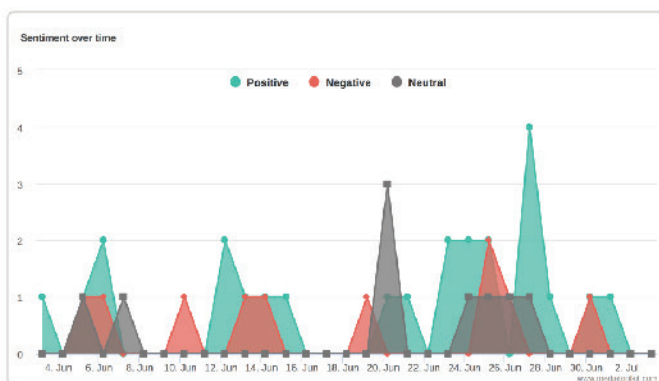 Sentiment over time
5
Positive Negative Neutral
4
3
2
1
0
4. Jun 6. Jun 8. Jun 10. Jun 12. Jun 14. Jun 16. Jun 18. Jun 20. Jun 22. Jun 24. Jun 26. Jun 28. Jun 30. Jun 2. Jul